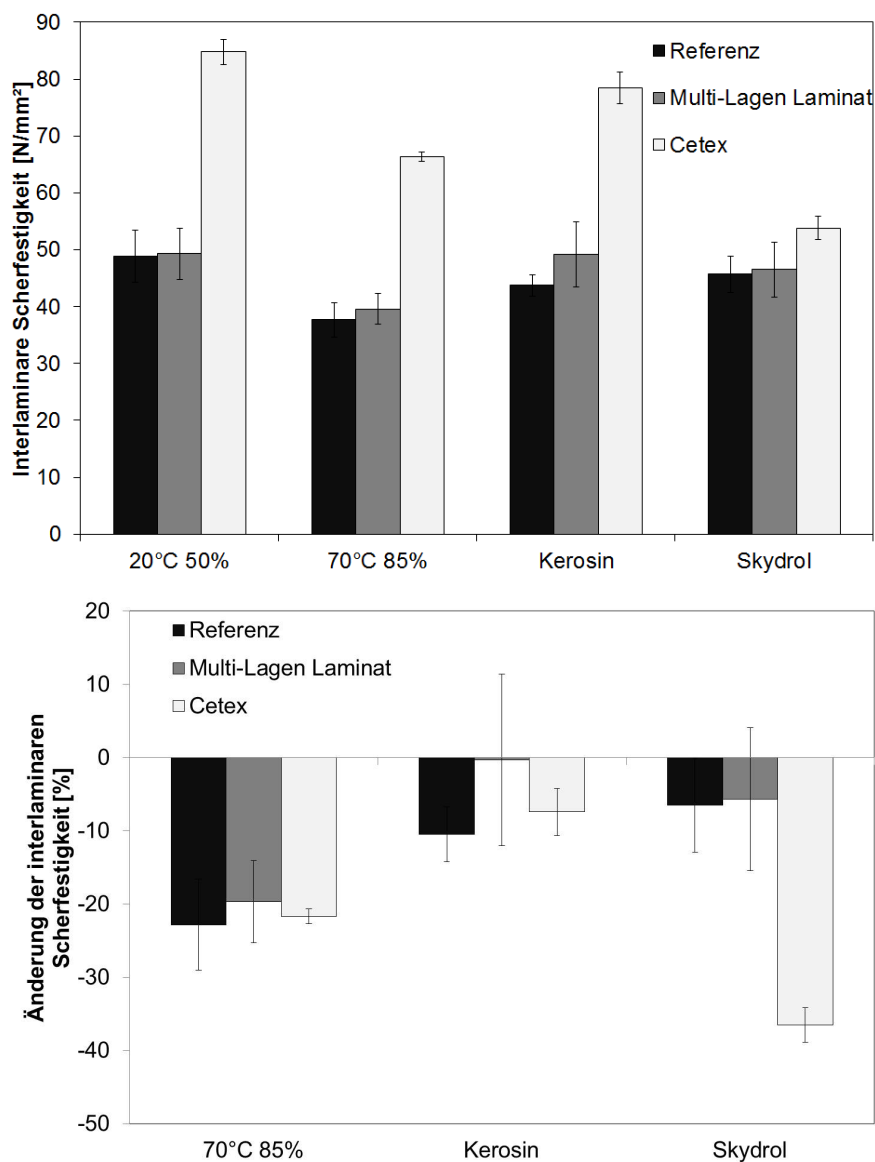 90
80
70
60
50
40
30
20
10
0
Interlaminare Scherfestigkeit [N/mm²]
Referenz
Multi-Lagen Laminat
Cetex
20°C 50%
70°C 85%
Kerosin
Skydrol
20
10
0
-10
-20
-30
-40
-50
Änderung der interlaminaren
Scherfestigkeit [%]
Referenz
Multi-Lagen Laminat
Cetex
70°C 85%
Kerosin
Skydrol